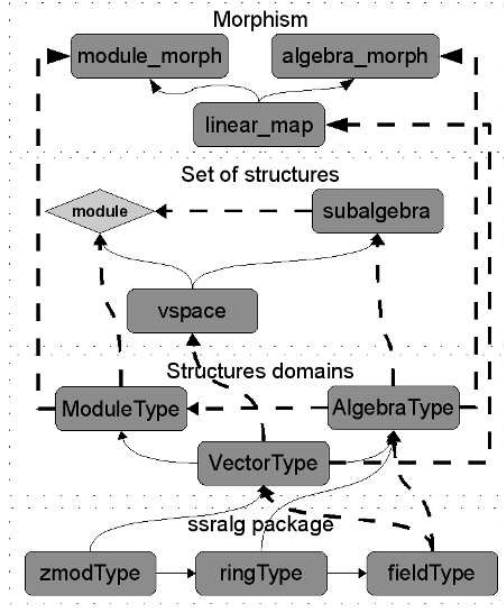 Morphism
module_morph
algebra_morph
linear_map
Set of structures
module
subalgebra
vspace
Structures domains
ModuleType
AlgebraType
VectorType
ssralg package
zmodType
ringType
fieldType